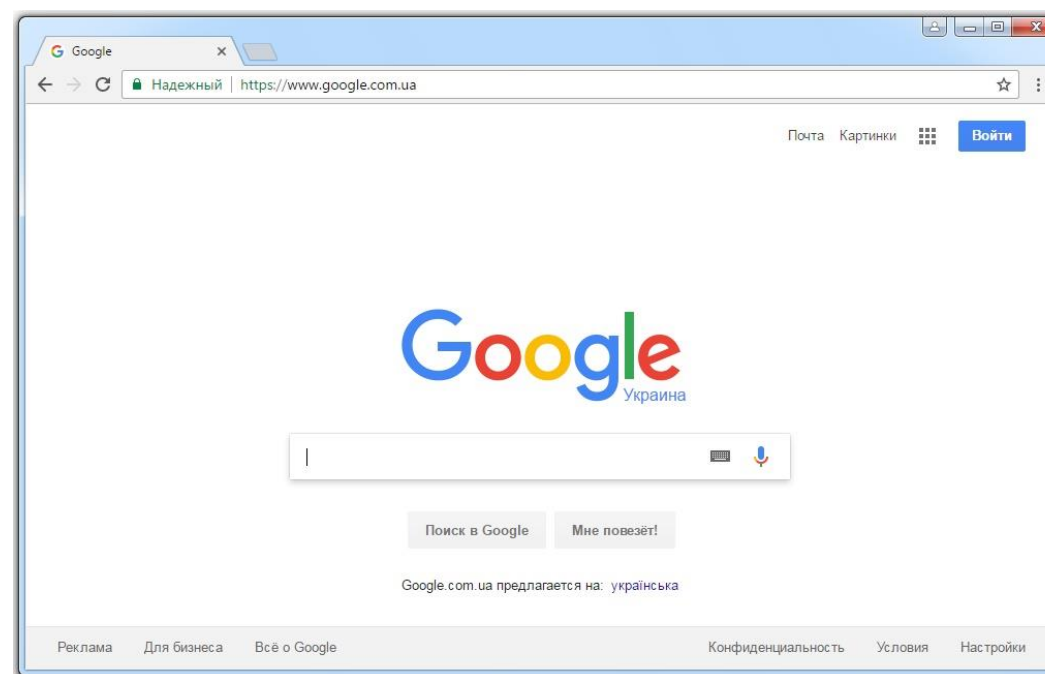 Google
Надежный | https://www.google.com.ua
Почта Картинки Войти
Google
Украина
Поиск в Google Мне повезёт!
Google.com.ua предлагается на: українська
Реклама Для бизнеса Всё о Google Конфиденциальность Условия Настройки